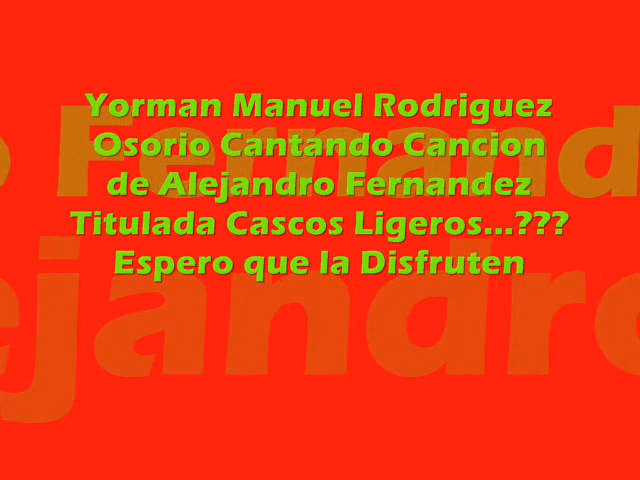 Yorman Manuel Rodriguez
Osorio Cantando Cancion
de Alejandro Fernandez
Titulada Cascos Ligeros...???
Espero que la Disfruten